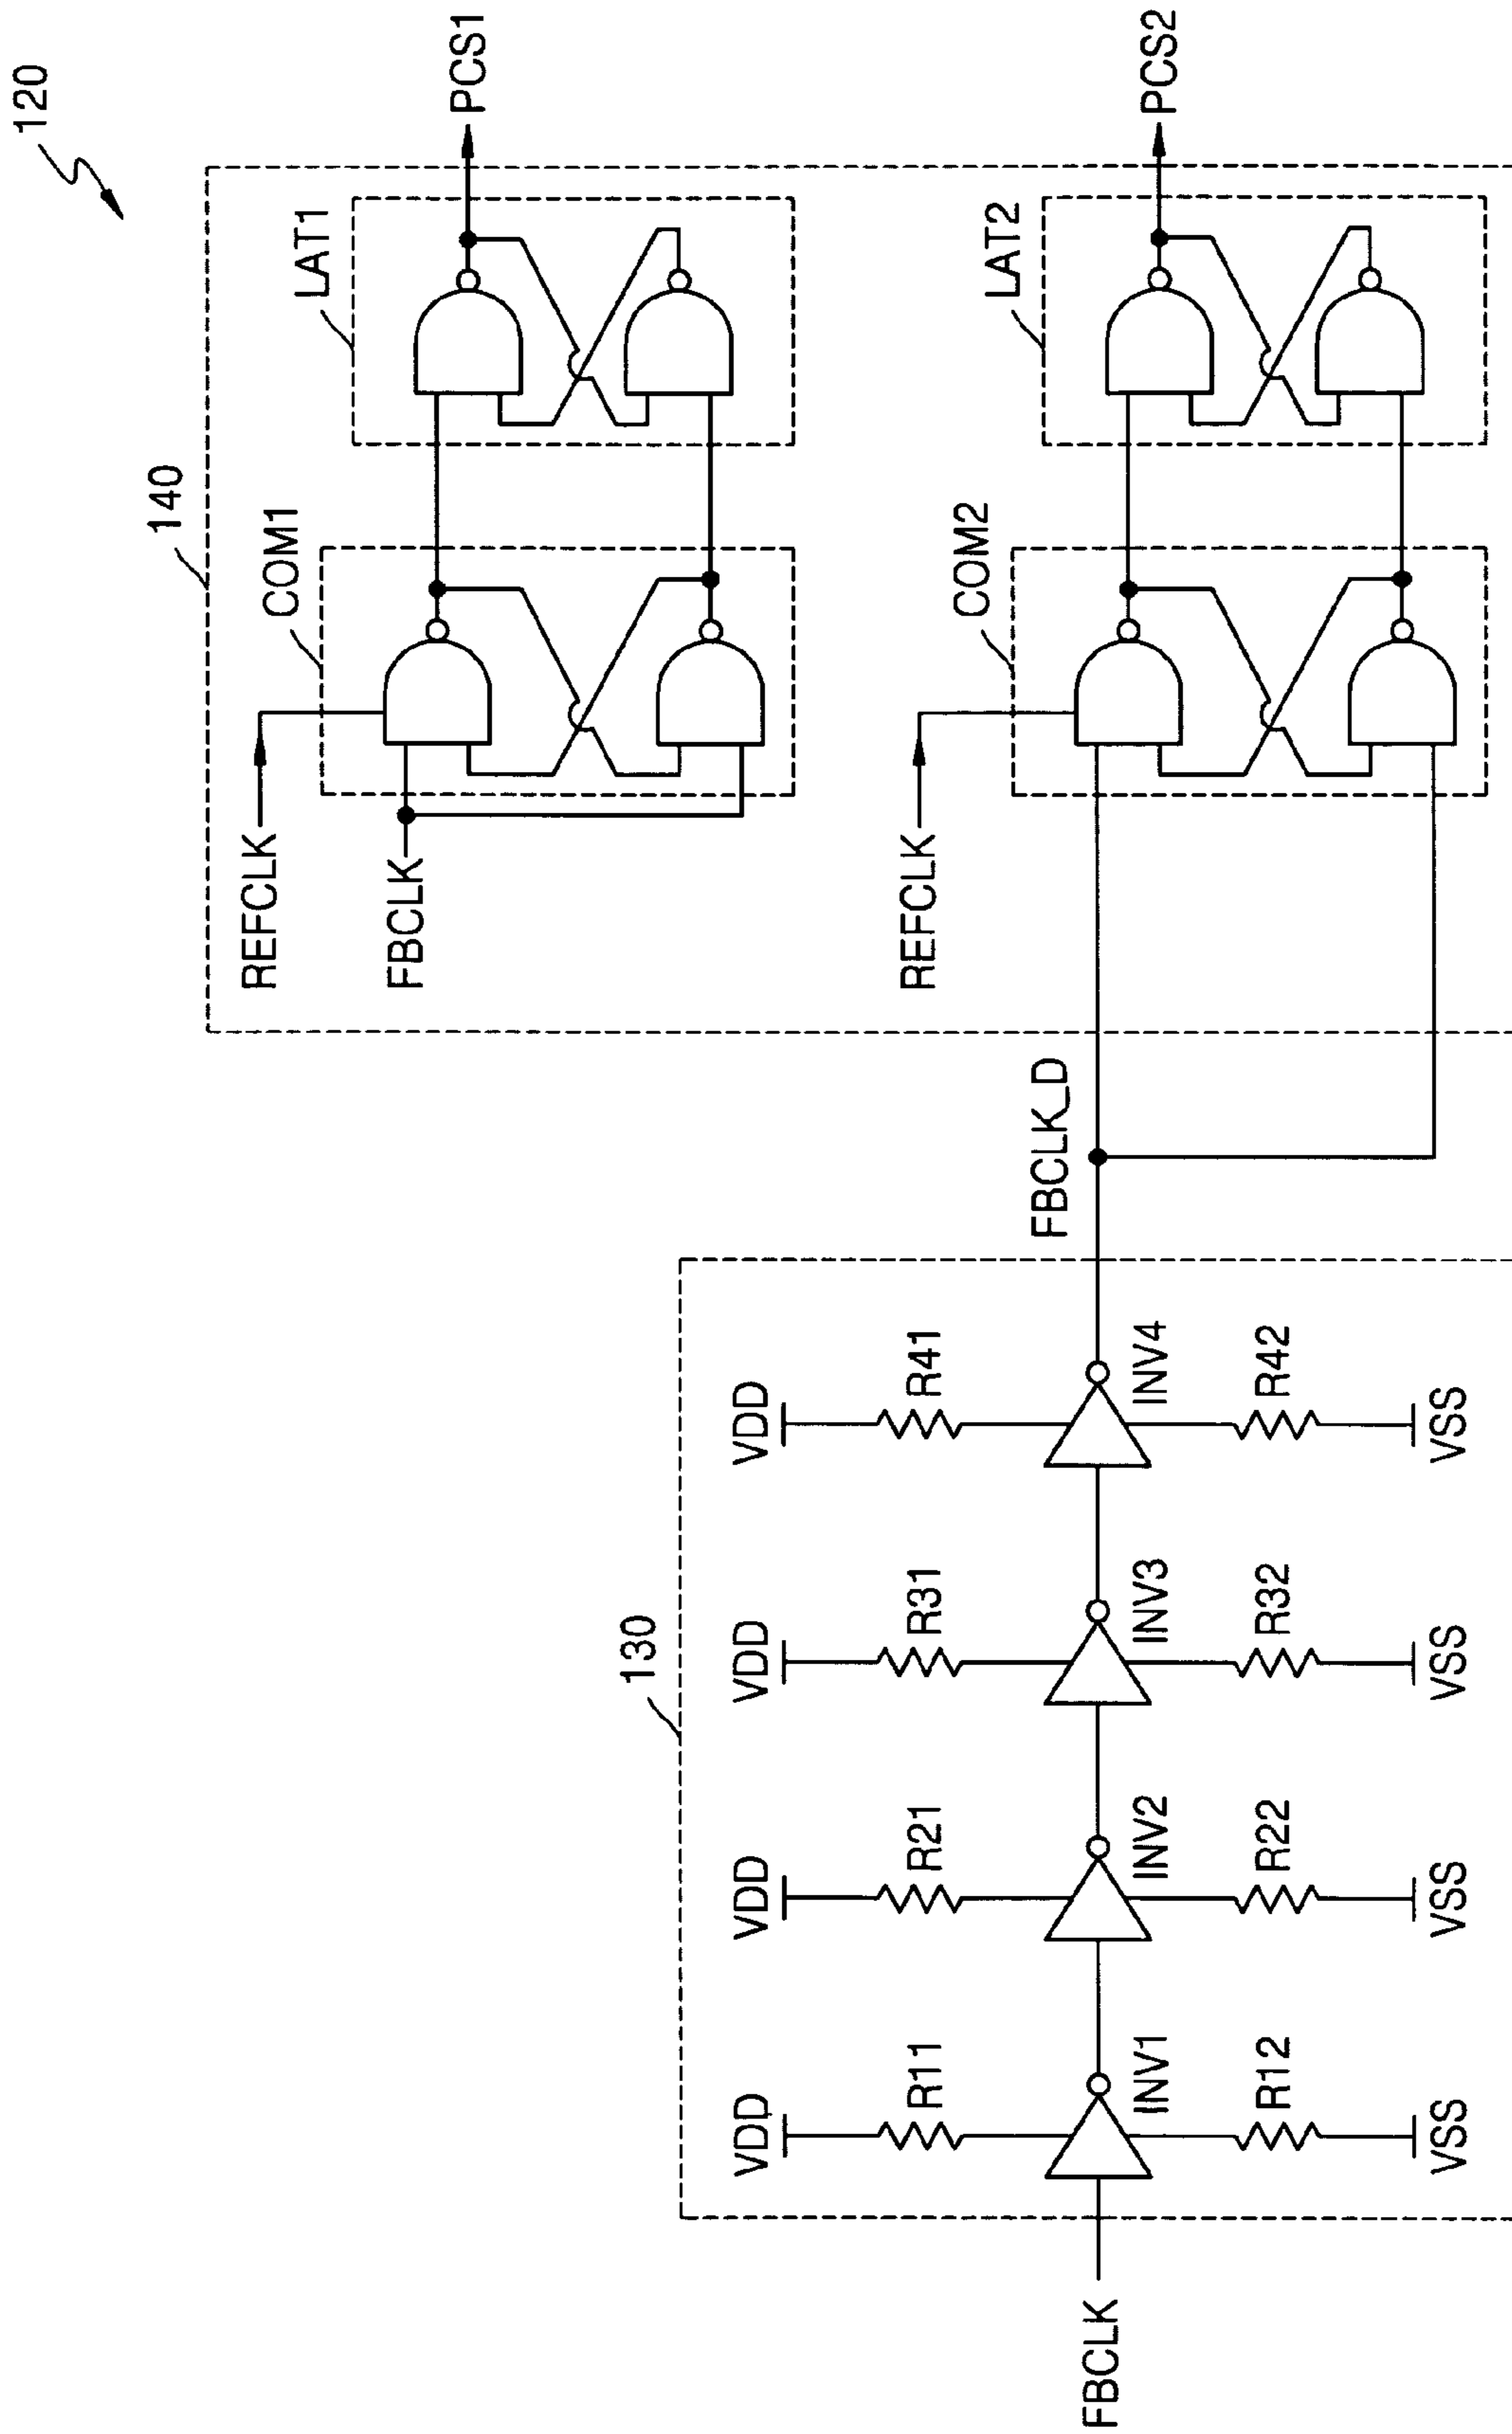 120
140
COM1
LAT1
REFCLK
FBCLK
PCS1
COM2
LAT2
REFCLK
PCS2
FBCLK_D
130
VDD
VDD
VDD
VDD
R11
R21
R31
R41
FBCLK
INV1
INV2
INV3
INV4
R12
R22
R32
R42
VSS
VSS
VSS
VSS